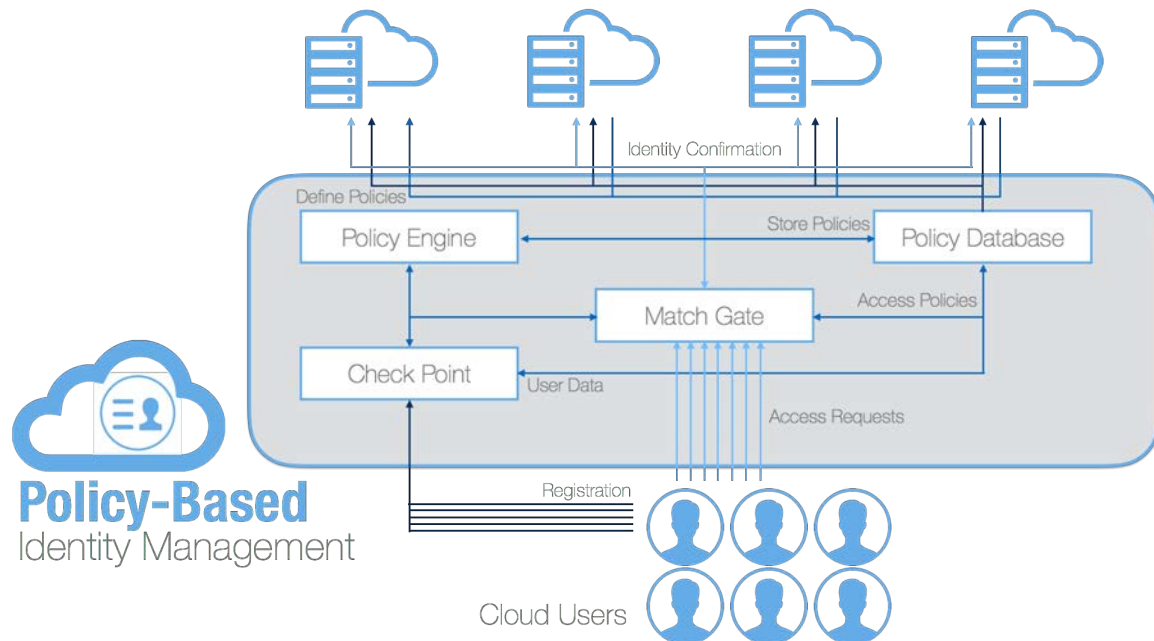 Identity Confirmation
Define Policies
Policy Engine
Store Policies
Policy Database
Match Gate
Access Policies
Check Point
User Data
Access Requests
Policy-Based
Identity Management
Registration
Cloud Users